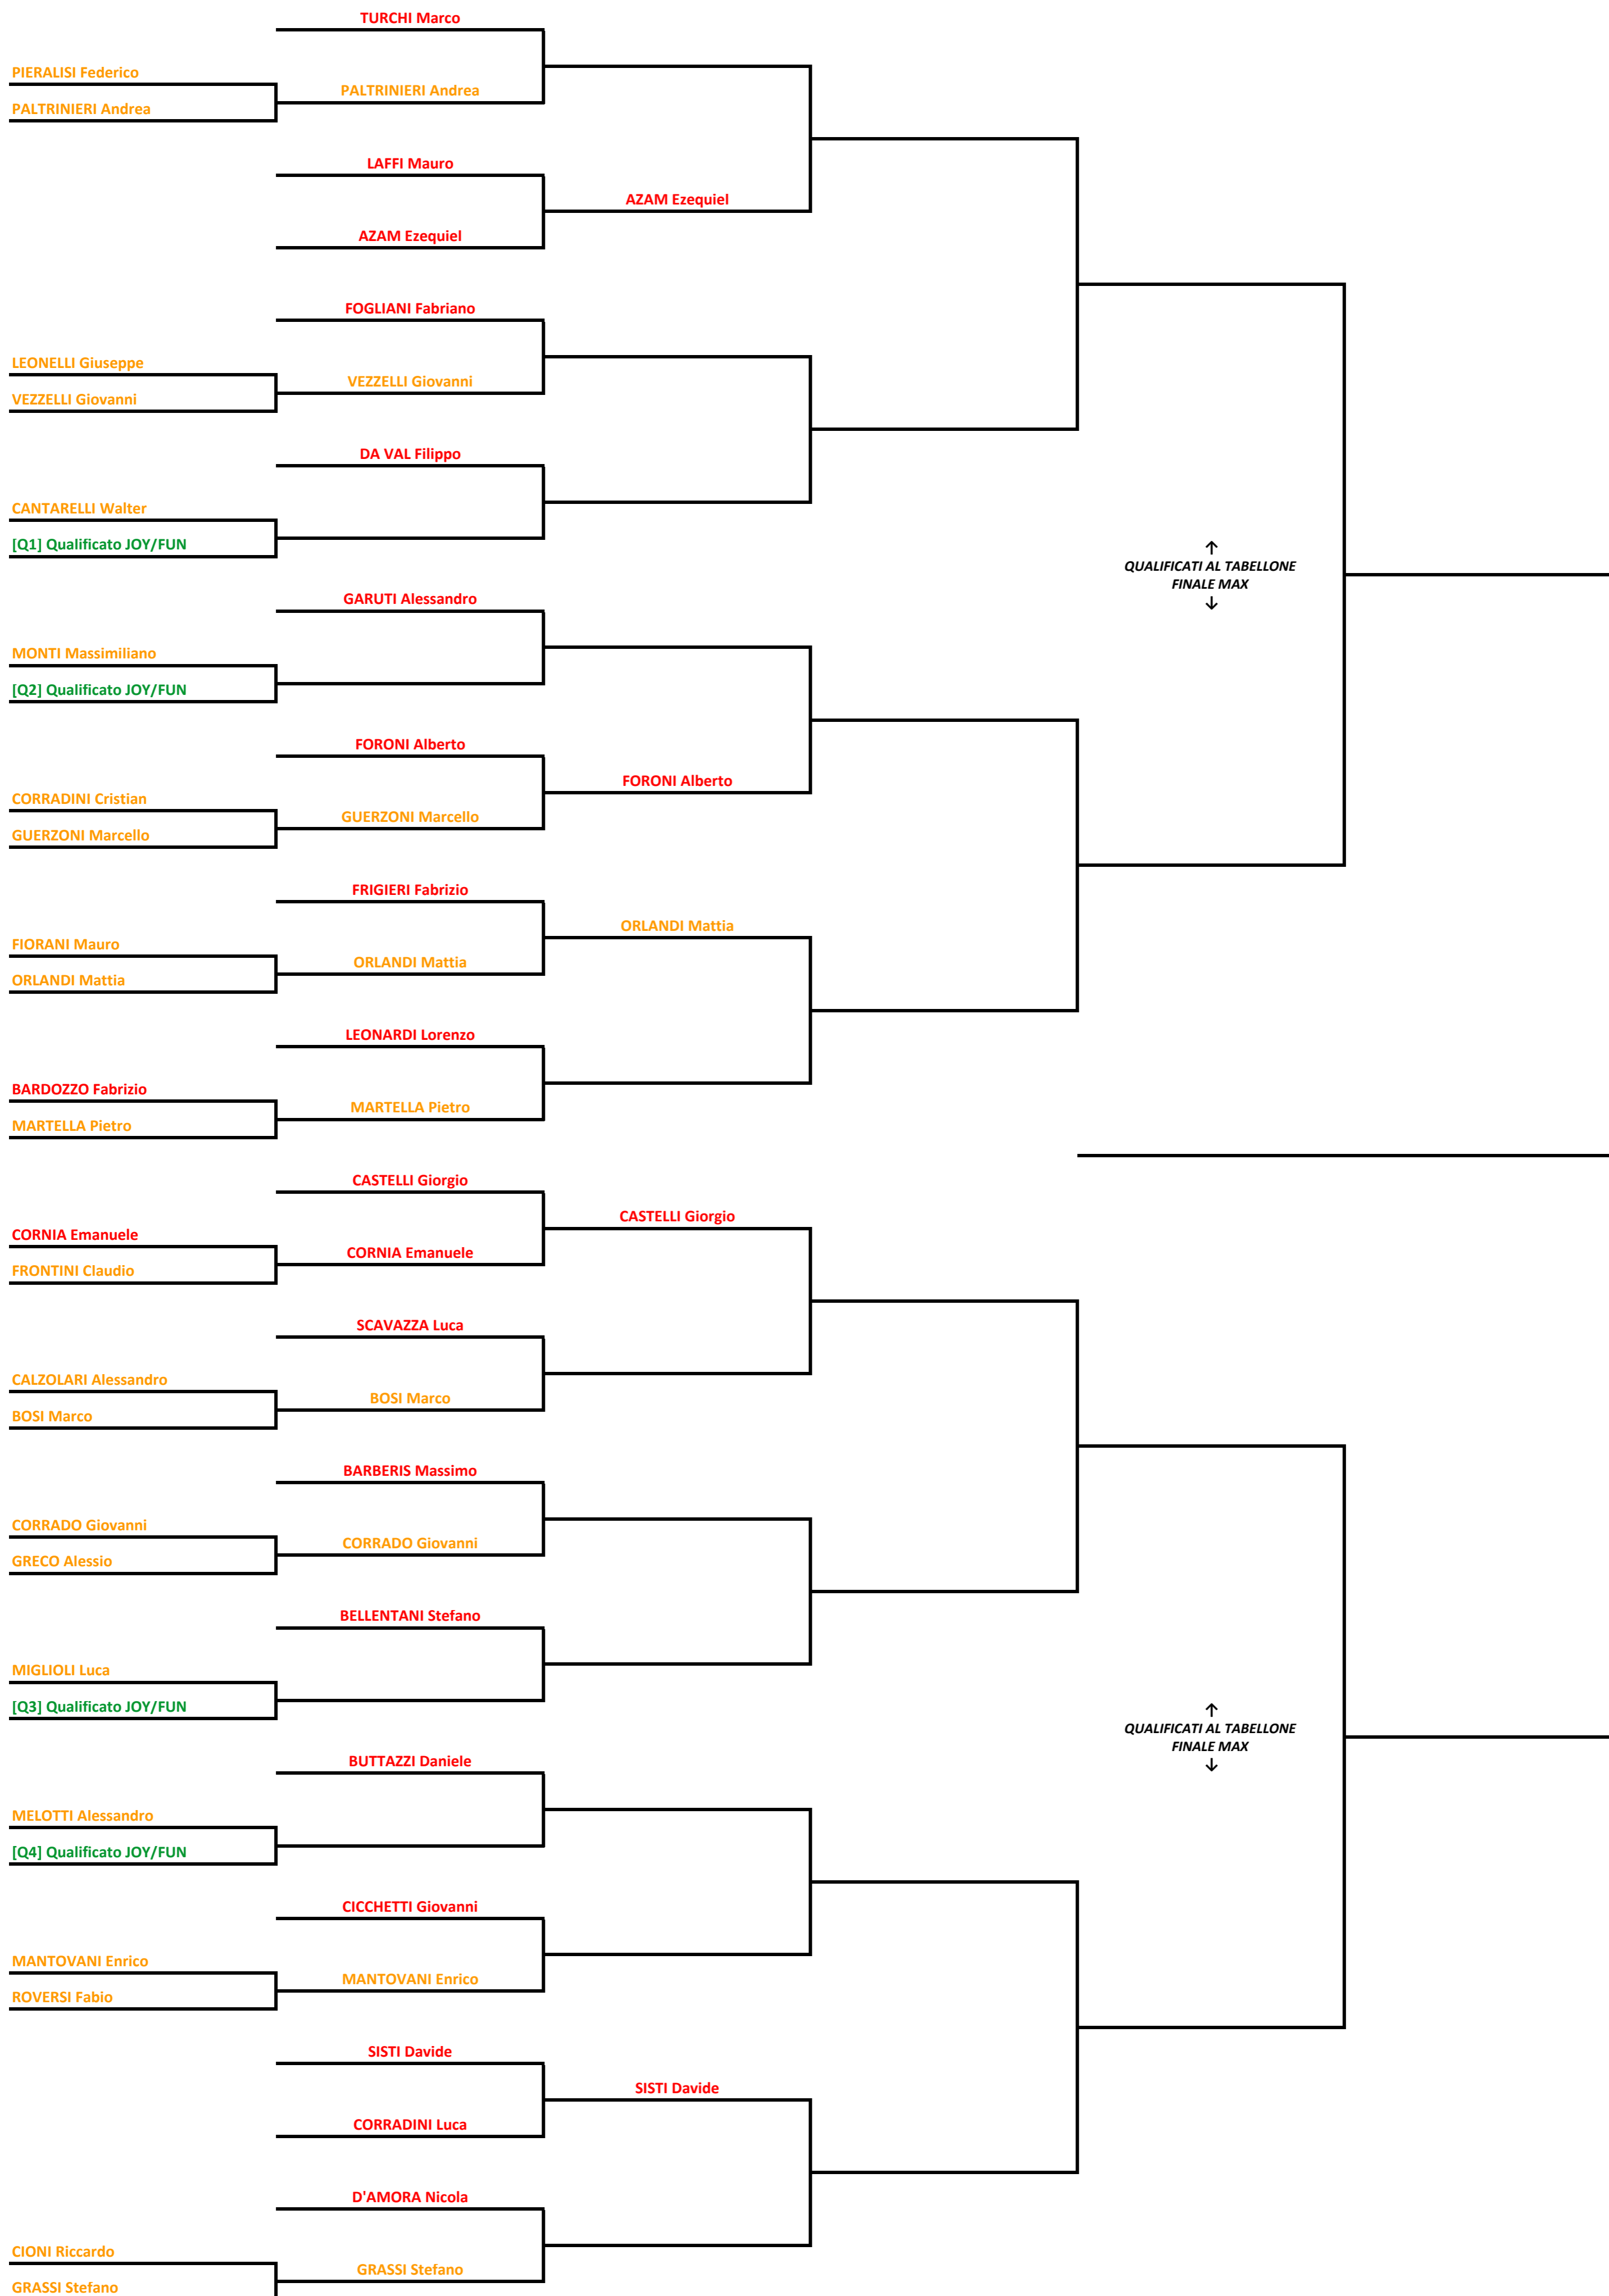 TURCHI Marco
PIERALISI Federico
PALTRINIERI Andrea
PALTRINIERI Andrea
LAFFI Mauro
AZAM Ezequiel
AZAM Ezequiel
FOGLIANI Fabriano
LEONELLI Giuseppe
VEZZELLI Giovanni
VEZZELLI Giovanni
DA VAL Filippo
CANTARELLI Walter
[Q1] Qualificato JOY/FUN
↑
QUALIFICATI AL TABELLONE
FINALE MAX
↓
GARUTI Alessandro
MONTI Massimiliano
[Q2] Qualificato JOY/FUN
FORONI Alberto
FORONI Alberto
CORRADINI Cristian
GUERZONI Marcello
GUERZONI Marcello
FRIGIERI Fabrizio
ORLANDI Mattia
FIORANI Mauro
ORLANDI Mattia
ORLANDI Mattia
LEONARDI Lorenzo
BARDOZZO Fabrizio
MARTELLA Pietro
MARTELLA Pietro
CASTELLI Giorgio
CASTELLI Giorgio
CORNIA Emanuele
CORNIA Emanuele
FRONTINI Claudio
SCAVAZZA Luca
CALZOLARI Alessandro
BOSI Marco
BOSI Marco
BARBERIS Massimo
CORRADO Giovanni
CORRADO Giovanni
GRECO Alessio
BELLENTANI Stefano
MIGLIOLI Luca
[Q3] Qualificato JOY/FUN
↑
QUALIFICATI AL TABELLONE
FINALE MAX
↓
BUTTAZZI Daniele
MELOTTI Alessandro
[Q4] Qualificato JOY/FUN
CICCHETTI Giovanni
MANTOVANI Enrico
MANTOVANI Enrico
ROVERSI Fabio
SISTI Davide
SISTI Davide
CORRADINI Luca
D'AMORA Nicola
CIONI Riccardo
GRASSI Stefano
GRASSI Stefano